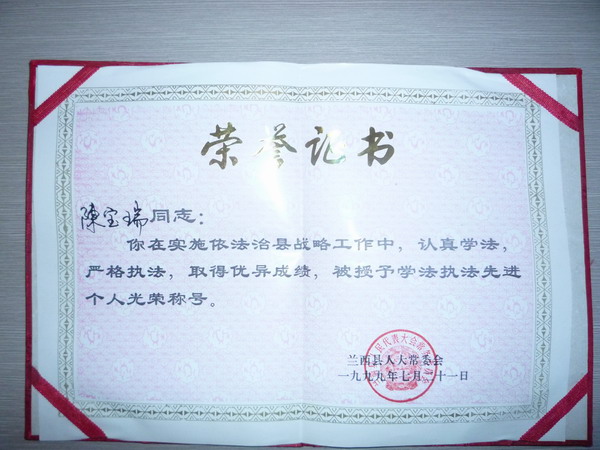 荣誉证书
陳宝瑞同志：
你在实施依法治县战略工作中，认真学法，
严格执法，取得优异成绩，被授予学法执法先进
个人光荣称号。
兰西县人大常委会
一九九九年七月二十一日